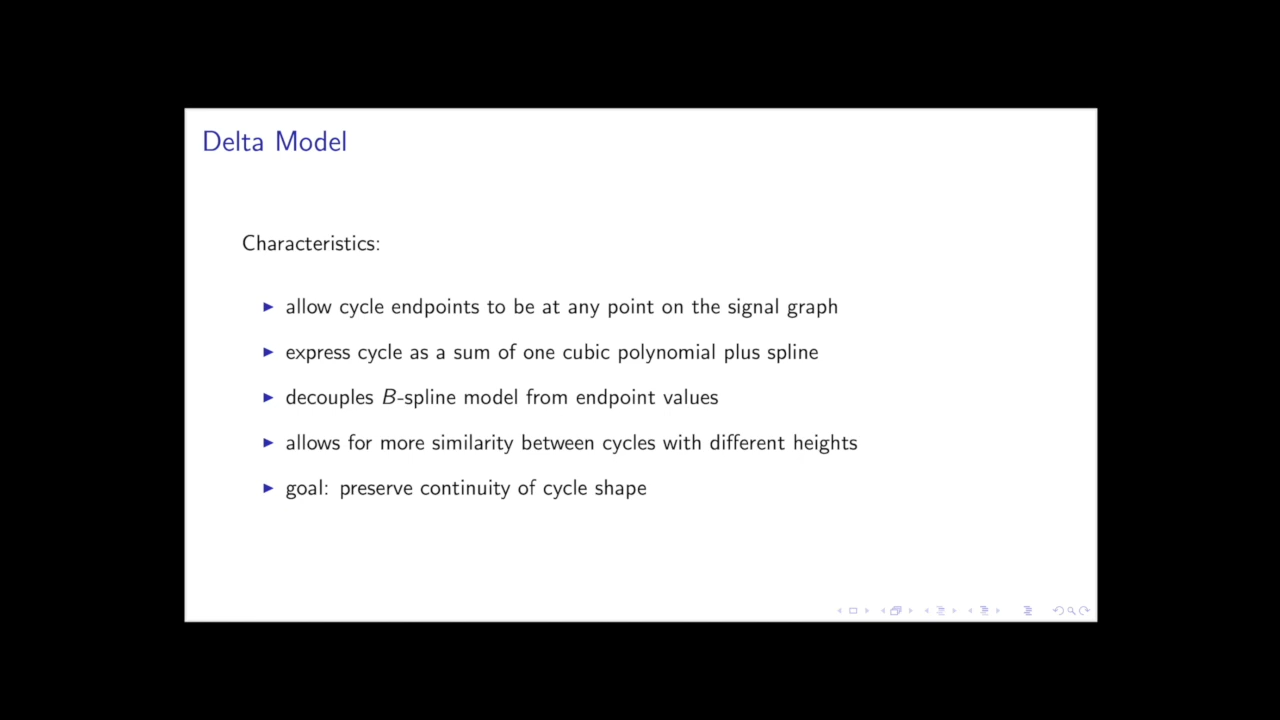 Delta Model
Characteristics:
allow cycle endpoints to be at any point on the signal graph
express cycle as a sum of one cubic polynomial plus spline
decouples B-spline model from endpoint values
allows for more similarity between cycles with different heights
goal: preserve continuity of cycle shape